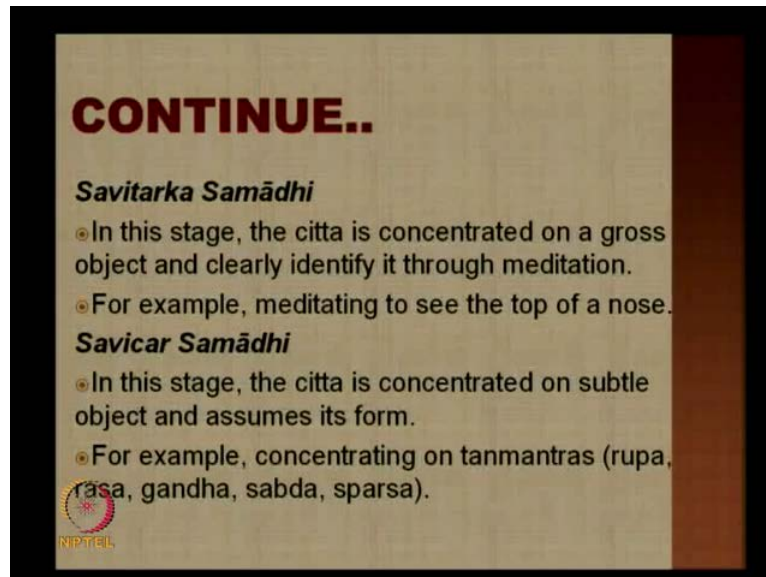 CONTINUE..
Savitarka Samādhi
In this stage, the citta is concentrated on a gross
object and clearly identify it through meditation.
For example, meditating to see the top of a nose.
Savicar Samādhi
In this stage, the citta is concentrated on subtle
object and assumes its form.
For example, concentrating on tanmantras (rupa,
rasa, gandha, sabda, sparsa).
NPTEL